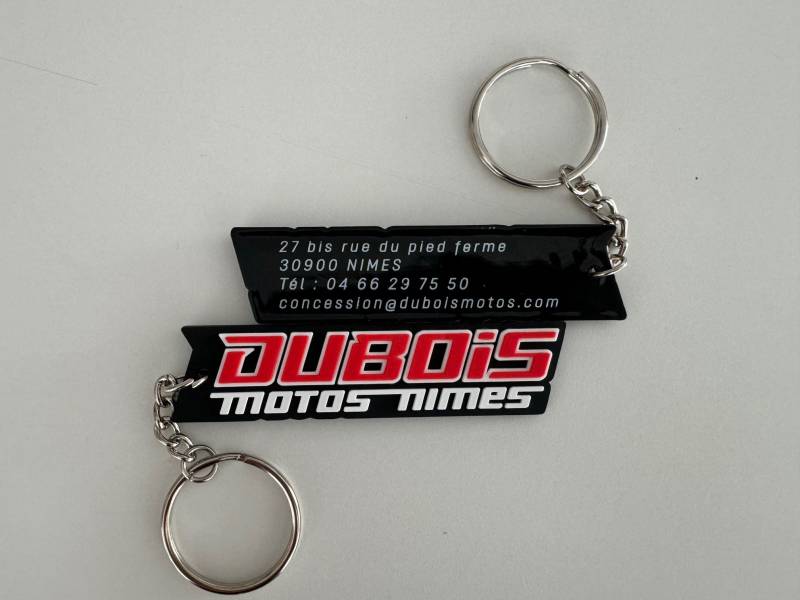 27 bis rue du pied ferme
30900 NIMES
Tél : 04 66 29 75 50
concession@duboismotos.com
DUBOiS
MOTOS NIMES